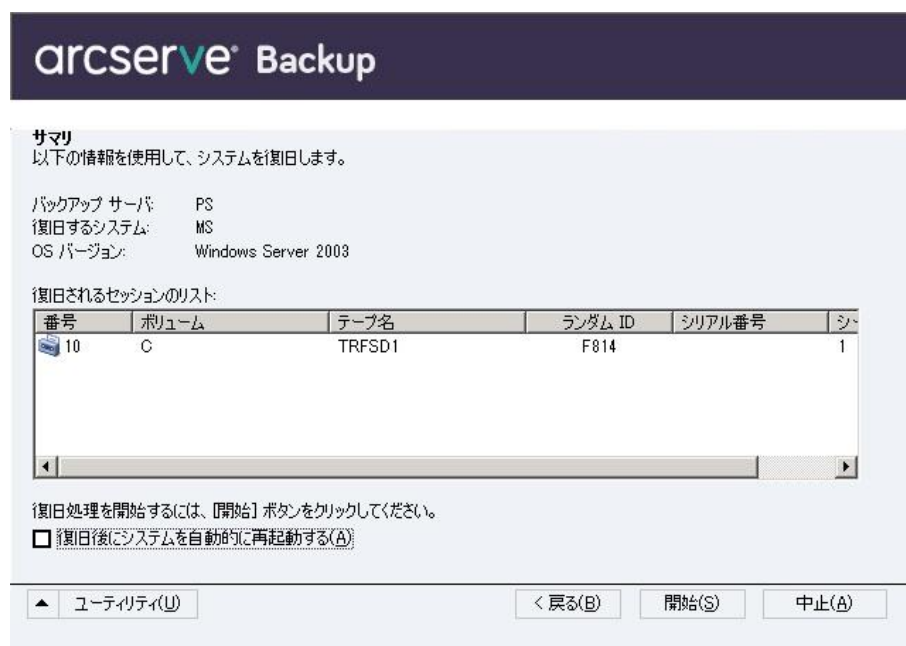 arcserve® Backup
サマリ
以下の情報を使用して、システムを復旧します。
バックアップ サーバ: PS
復旧するシステム: MS
OS バージョン: Windows Server 2003
復旧されるセッションのリスト:
番号 ボリューム テープ名 ランダム ID シリアル番号 シ
10 C TRFSD1 F814 1
復旧処理を開始するには、[開始] ボタンをクリックしてください。
復旧後にシステムを自動的に再起動する(A)
▲ ユーティリティ(U) < 戻る(B) 開始(S) 中止(A)